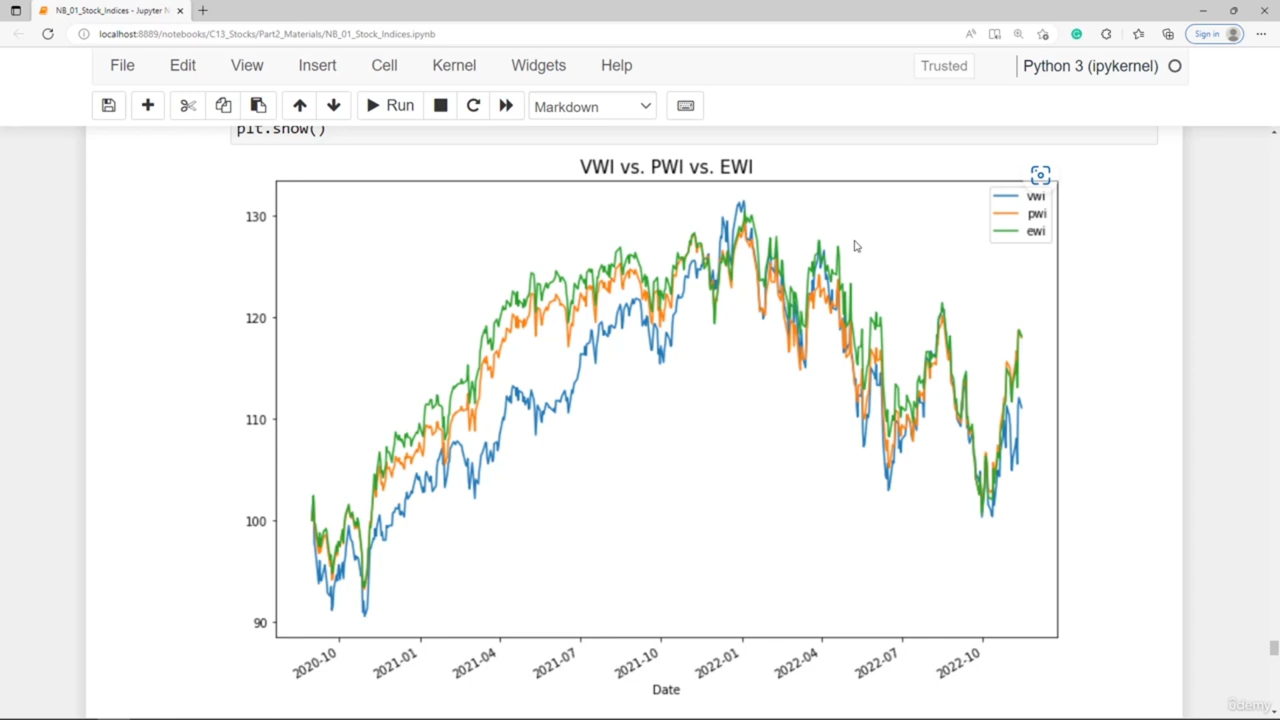 NB_01_Stock_Indices - Jupyter N
localhost:8889/notebooks/C13_Stocks/Part2_Materials/NB_01_Stock_Indices.ipynb
Sign in
File Edit View Insert Cell Kernel Widgets Help
Trusted
Python 3 (ipykernel)
Run
Markdown
plt.show()
VWI vs. PWI vs. EWI
vwi
pwi
ewi
130
120
110
100
90
2020-10 2021-01 2021-04 2021-07 2021-10 2022-01 2022-04 2022-07 2022-10
Date
ûdemy